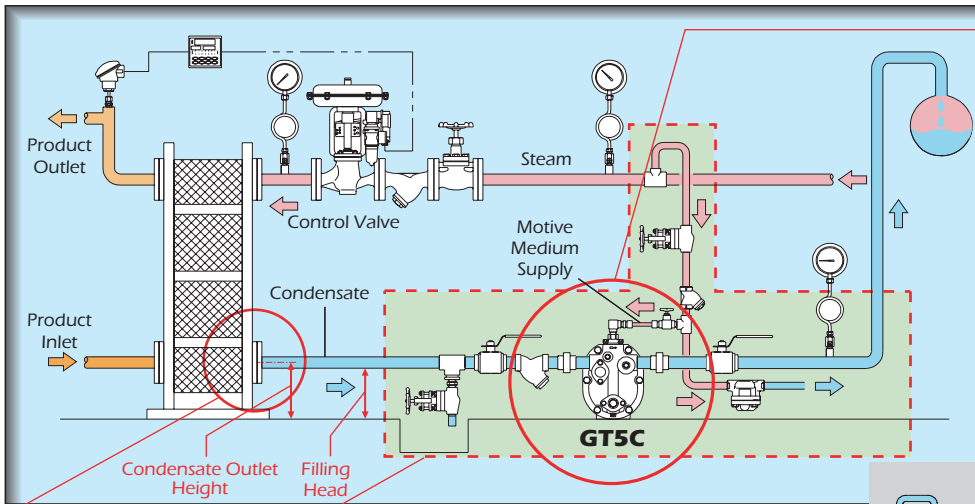 Product
Outlet
Steam
Control Valve
Motive
Medium
Supply
Condensate
Product
Inlet
GT5C
Condensate Outlet
Height
Filling
Head